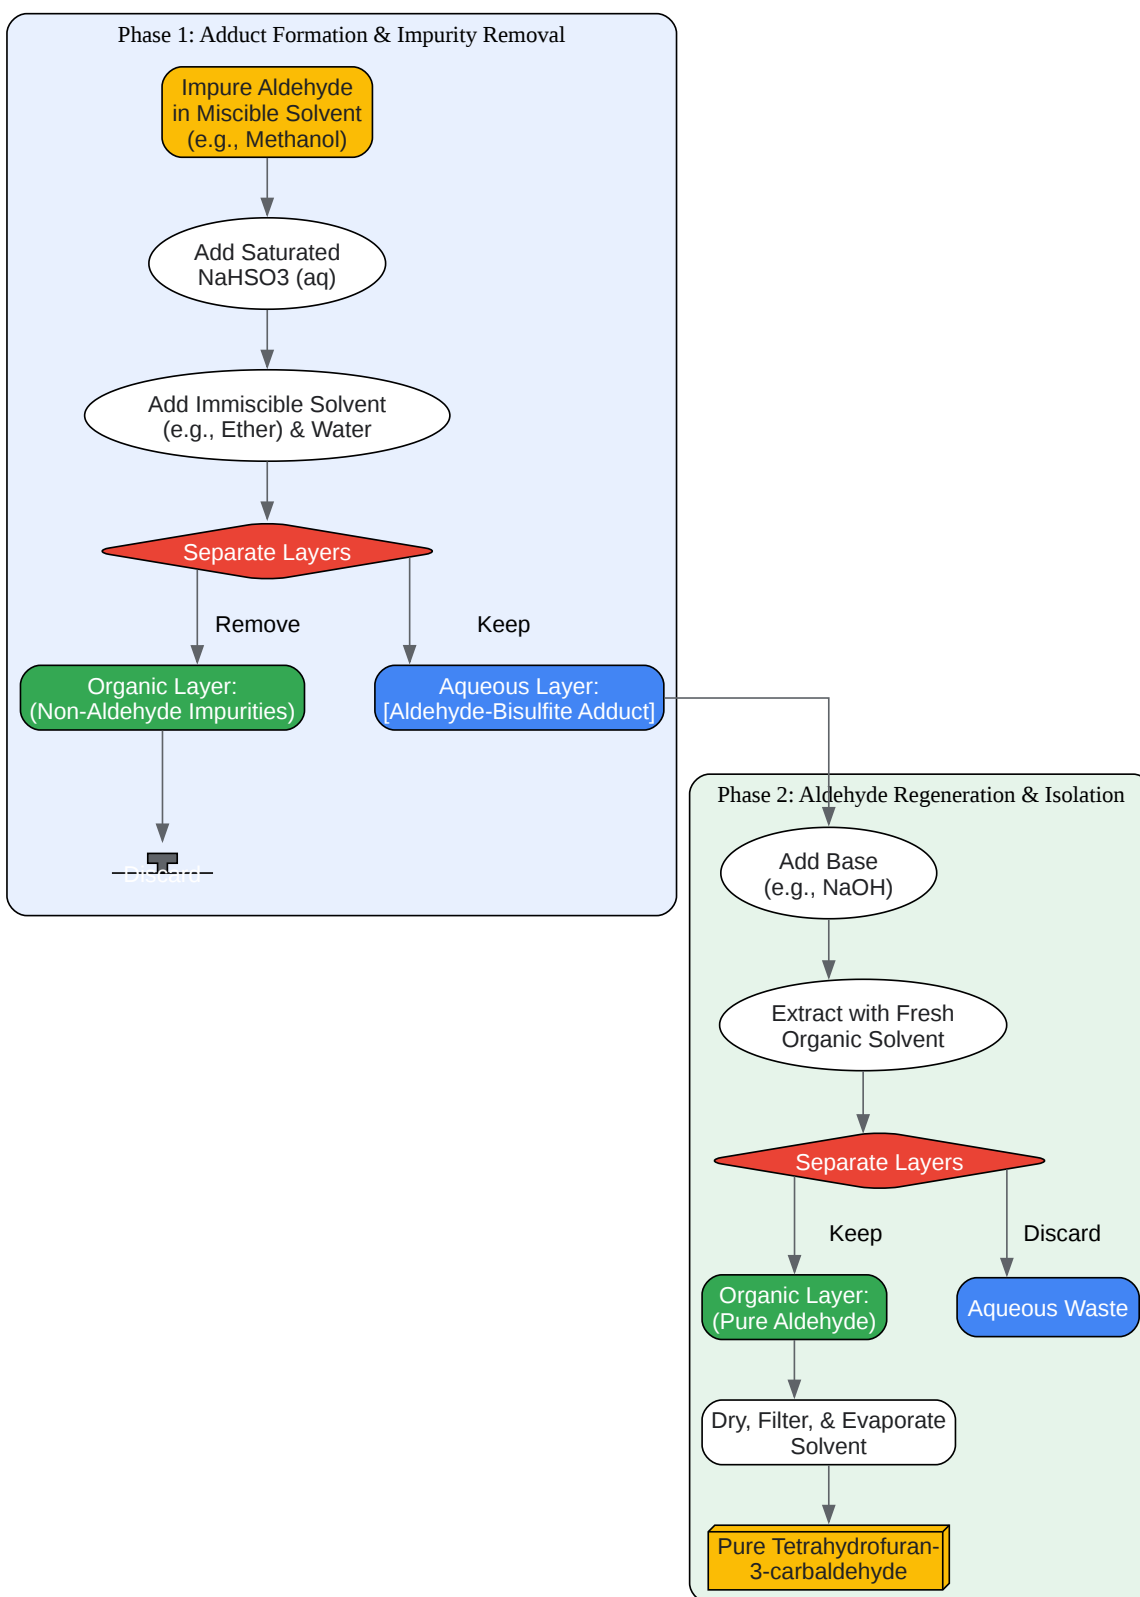 Phase 1: Adduct Formation & Impurity Removal
Impure Aldehyde
in Miscible Solvent
(e.g., Methanol)
Add Saturated
NaHSO3 (aq)
Add Immiscible Solvent
(e.g., Ether) & Water
Separate Layers
Remove
Keep
Organic Layer:
(Non-Aldehyde Impurities)
Aqueous Layer:
[Aldehyde-Bisulfite Adduct]
Discard
Phase 2: Aldehyde Regeneration & Isolation
Add Base
(e.g., NaOH)
Extract with Fresh
Organic Solvent
Separate Layers
Keep
Discard
Organic Layer:
(Pure Aldehyde)
Aqueous Waste
Dry, Filter, & Evaporate
Solvent
Pure Tetrahydrofuran-
3-carbaldehyde